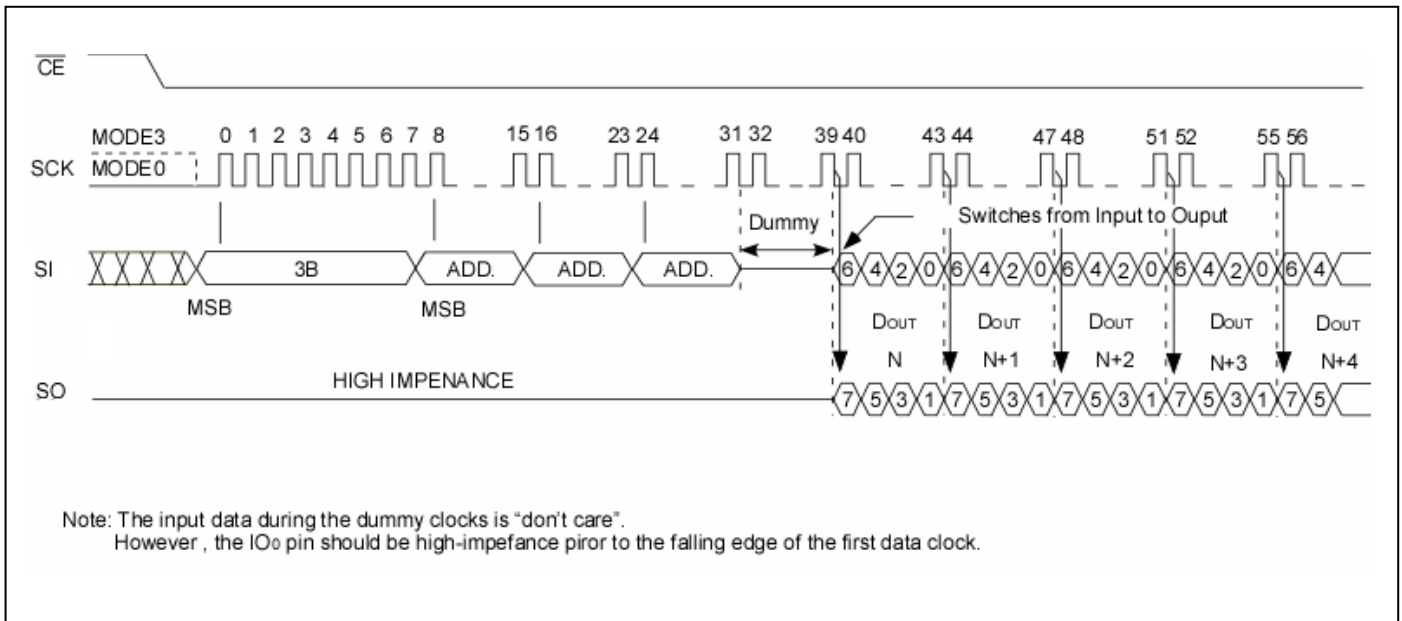 CE
MODE3 0 1 2 3 4 5 6 7 8 15 16 23 24 31 32 39 40 43 44 47 48 51 52 55 56
SCK MODE0
Dummy Switches from Input to Ouput
SI 3B ADD. ADD. ADD. 6 4 2 0 6 4 2 0 6 4 2 0 6 4 2 0 6 4
MSB MSB
DOUT DOUT DOUT DOUT DOUT
N N+1 N+2 N+3 N+4
HIGH IMPENANCE
SO 7 5 3 1 7 5 3 1 7 5 3 1 7 5 3 1 7 5
Note: The input data during the dummy clocks is “don’t care”.
However , the IO0 pin should be high-impefance piror to the falling edge of the first data clock.